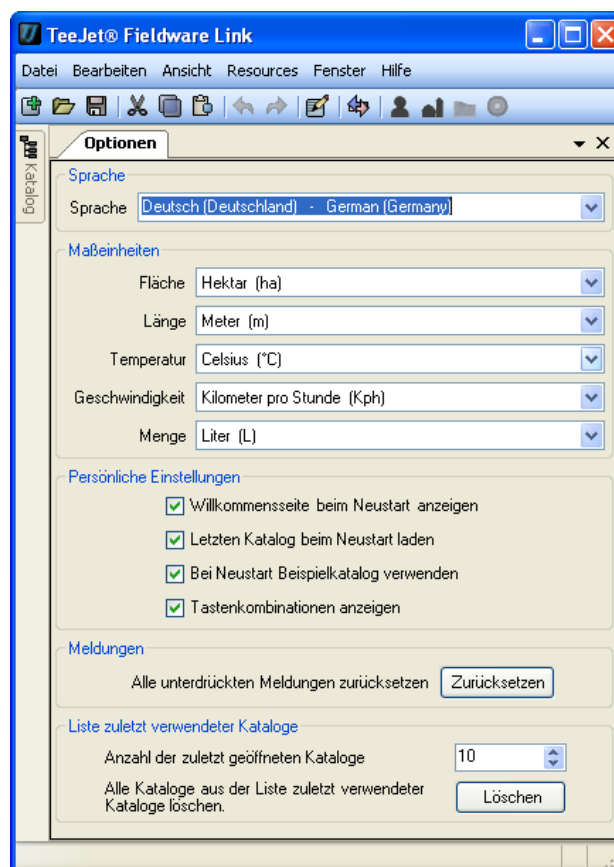 TeeJet® Fieldware Link
Datei Bearbeiten Ansicht Resources Fenster Hilfe
Katalog
Optionen
Sprache
Sprache Deutsch (Deutschland) - German (Germany)
Maßeinheiten
Fläche Hektar (ha)
Länge Meter (m)
Temperatur Celsius (°C)
Geschwindigkeit Kilometer pro Stunde (Kph)
Menge Liter (L)
Persönliche Einstellungen
Willkommensseite beim Neustart anzeigen
Letzten Katalog beim Neustart laden
Bei Neustart Beispielkatalog verwenden
Tastenkombinationen anzeigen
Meldungen
Alle unterdrückten Meldungen zurücksetzen Zurücksetzen
Liste zuletzt verwendeter Kataloge
Anzahl der zuletzt geöffneten Kataloge 10
Alle Kataloge aus der Liste zuletzt verwendeter
Kataloge löschen. Löschen